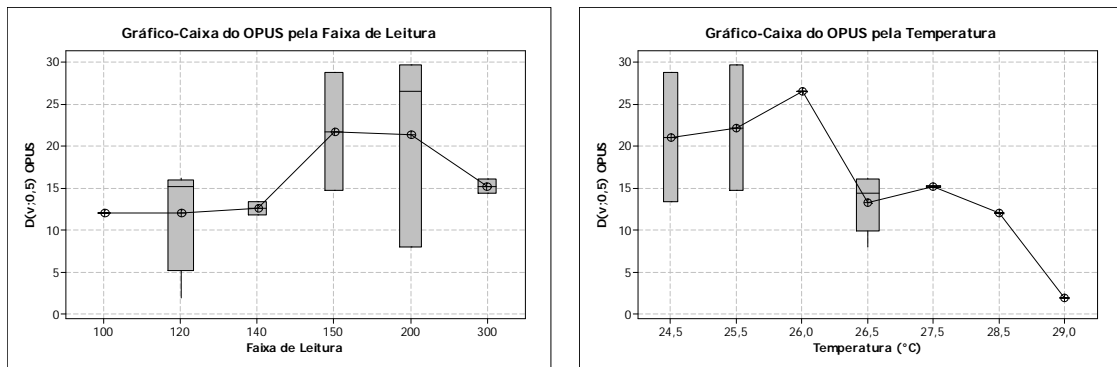 Gráfico-Caixa do OPUS pela Faixa de Leitura
D(v;0,5) OPUS
30
25
20
15
10
5
0
100 120 140 150 200 300
Faixa de Leitura
Gráfico-Caixa do OPUS pela Temperatura
D(v;0,5) OPUS
30
25
20
15
10
5
0
24,5 25,5 26,0 26,5 27,5 28,5 29,0
Temperatura (°C)